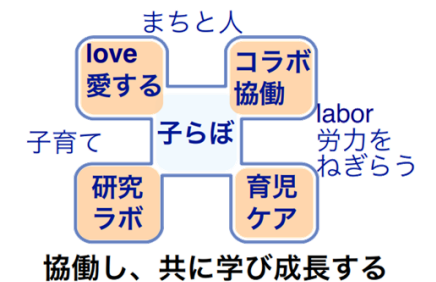 まちと人
love
愛する
コラボ
協働
labor
労力を
ねぎらう
子育て
子らぼ
研究
ラボ
育児
ケア
協働し、共に学び成長する